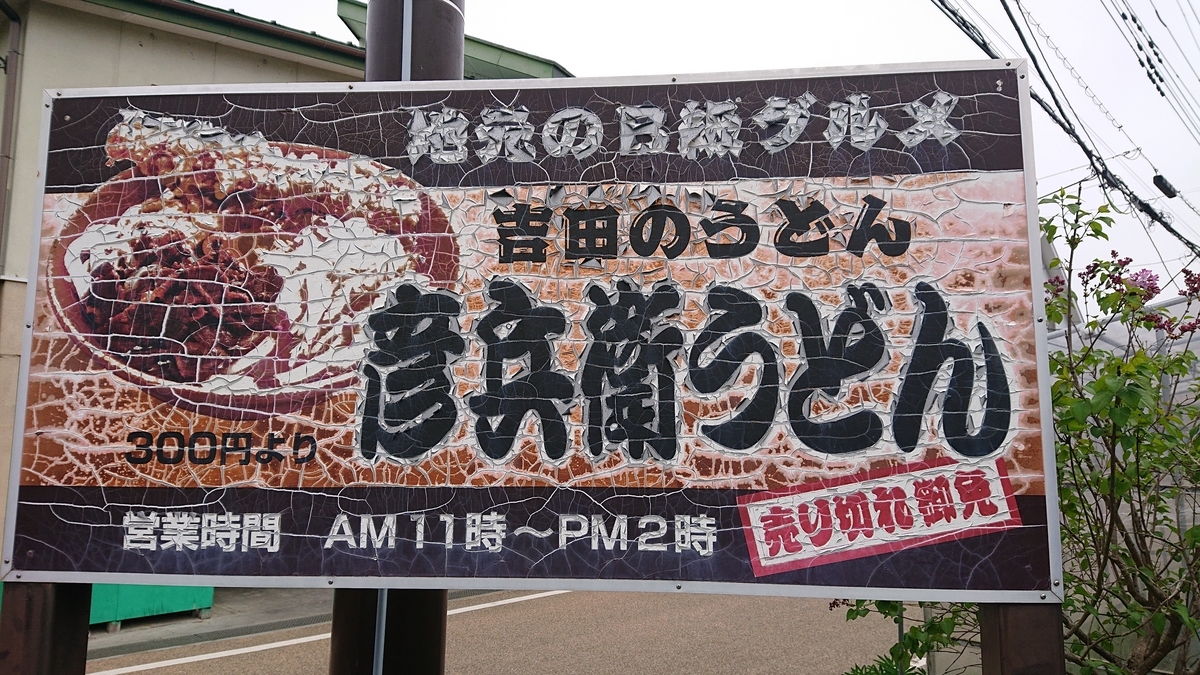 地元の日極グルメ
吉田のうどん
彦兵衛うどん
300円より
営業時間 AM11時～PM2時
売り切れ御免